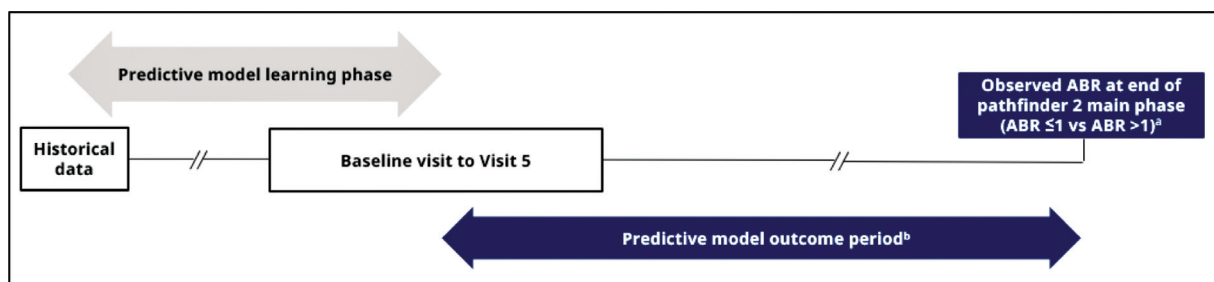 Predictive model learning phase
Observed ABR at end of
pathfinder 2 main phase
(ABR ≤1 vs ABR >1)ᵃ
Historical
data
Baseline visit to Visit 5
Predictive model outcome periodᵇ